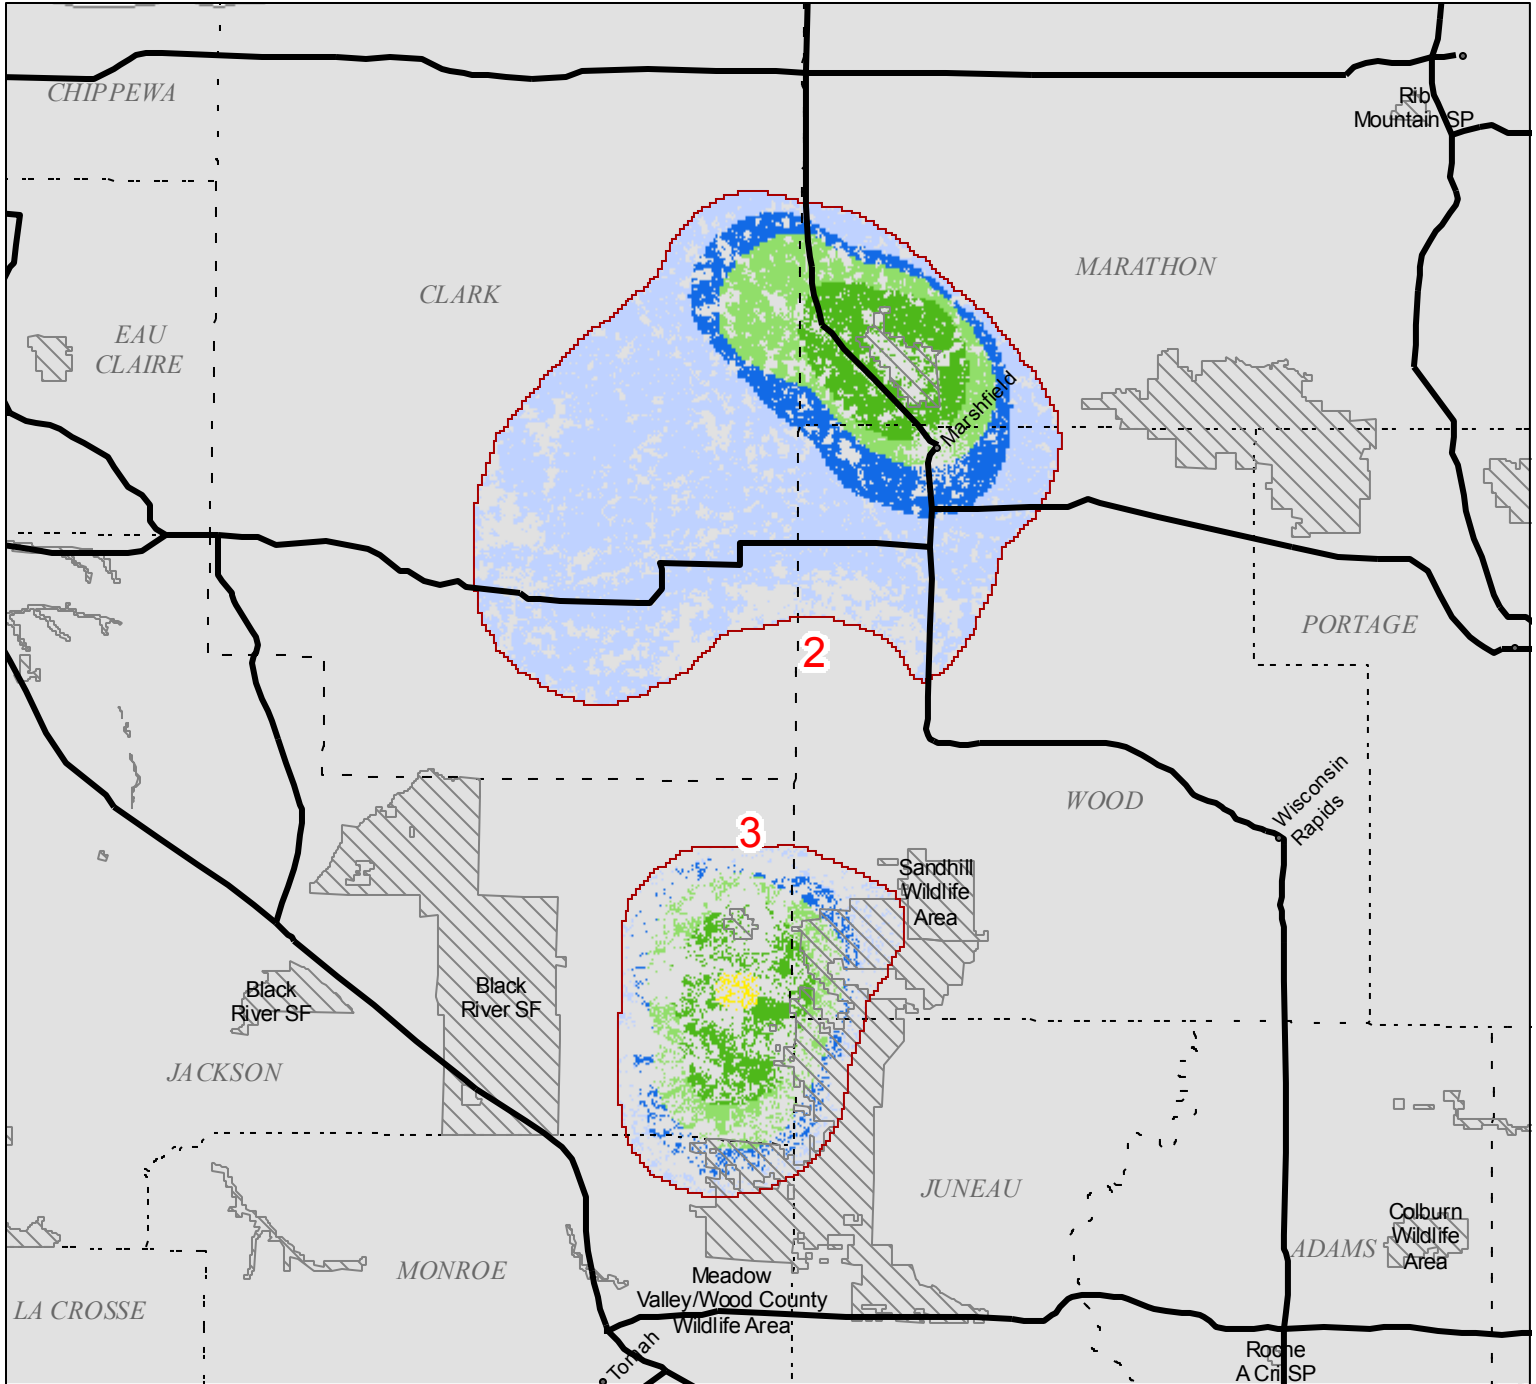 CHIPPEWA
Rib
Mountain SP
MARATHON
CLARK
EAU
CLAIRE
Marshfield
PORTAGE
2
Wisconsin
Rapids
WOOD
3
Sandhill
Wildlife
Area
Black
River SF
Black
River SF
JACKSON
JUNEAU
Colburn
Wildlife
Area
ADAMS
MONROE
Meadow
Valley/Wood County
Wildlife Area
LA CROSSE
Tomah
Roche
A Cri SP